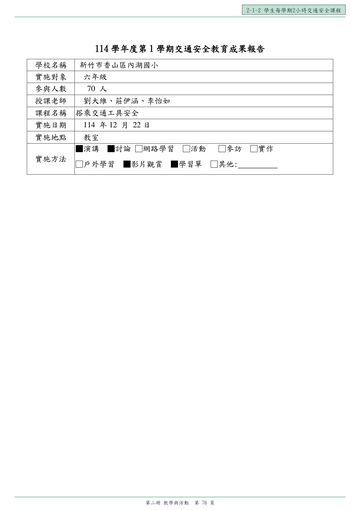 2-1-2 學生每學期2小時交通安全課程
114 學年度第 1 學期交通安全教育成果報告
學校名稱 新竹市香山區內湖國小
實施對象 六年級
參與人數 70 人
授課老師 劉大維、莊伊涵、李怡如
課程名稱 搭乘交通工具安全
實施日期 114 年 12 月 22 日
實施地點 教室
實施方法 ■演講 ■討論 □網路學習 □活動 □參訪 □實作
□戶外學習 ■影片觀賞 ■學習單 □其他:
第二冊 教學與活動 第 76 頁